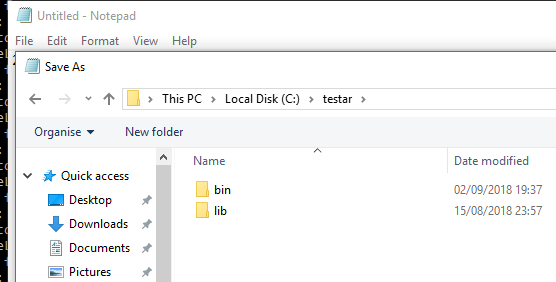 Untitled - Notepad
File Edit Format View Help
Save As
This PC > Local Disk (C:) > testar >
Organise New folder
Name Date modified
Quick access
Desktop
Downloads
Documents
Pictures
bin 02/09/2018 19:37
lib 15/08/2018 23:57